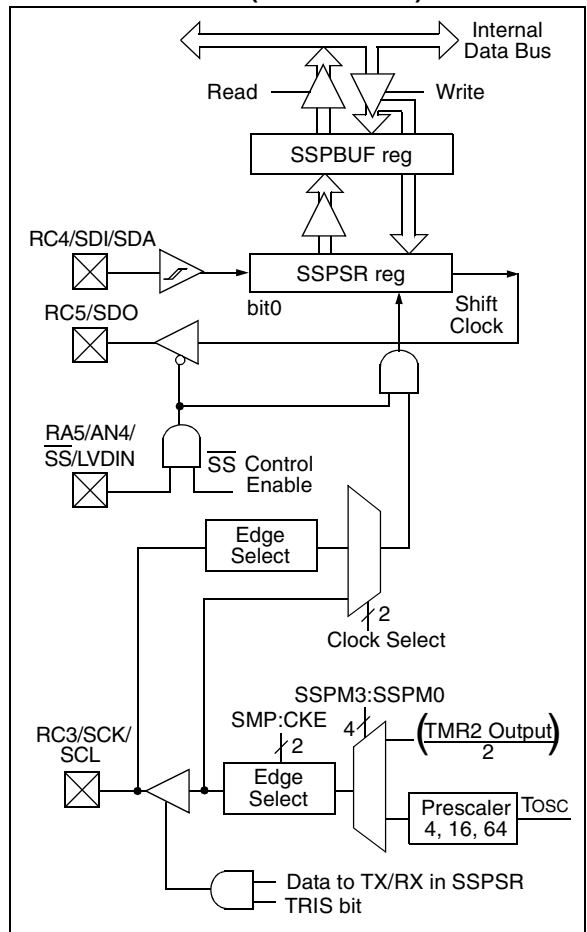 Internal
Data Bus
Read
Write
SSPBUF reg
RC4/SDI/SDA
SSPSR reg
bit0
Shift
Clock
RC5/SDO
RA5/AN4/
SS/LVDIN
SS Control
Enable
Edge
Select
2
Clock Select
SSPM3:SSPM0
SMP:CKE
4
2
(TMR2 Output)
2
RC3/SCK/
SCL
Edge
Select
Prescaler
4, 16, 64
TOSC
Data to TX/RX in SSPSR
TRIS bit